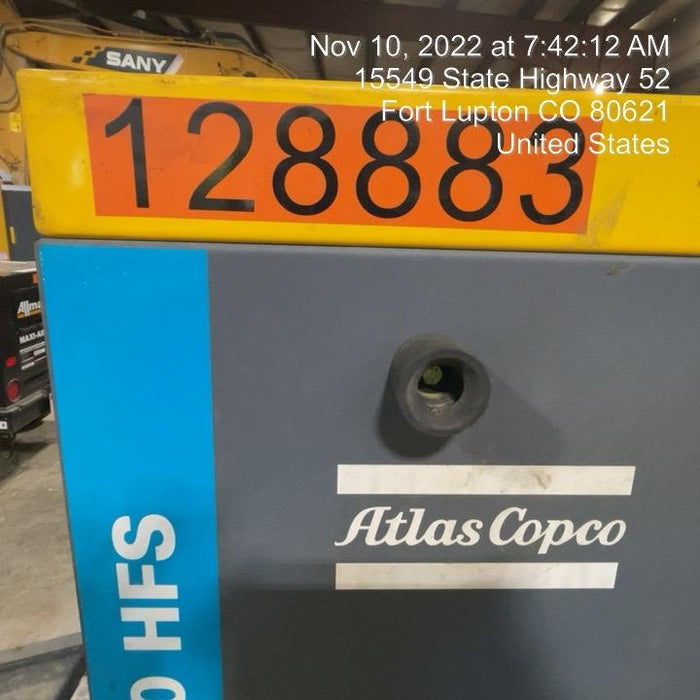 Nov 10, 2022 at 7:42:12 AM
15549 State Highway 52
Fort Lupton CO 80621
United States
SANY
128883
Atlas Copco
0 HFS